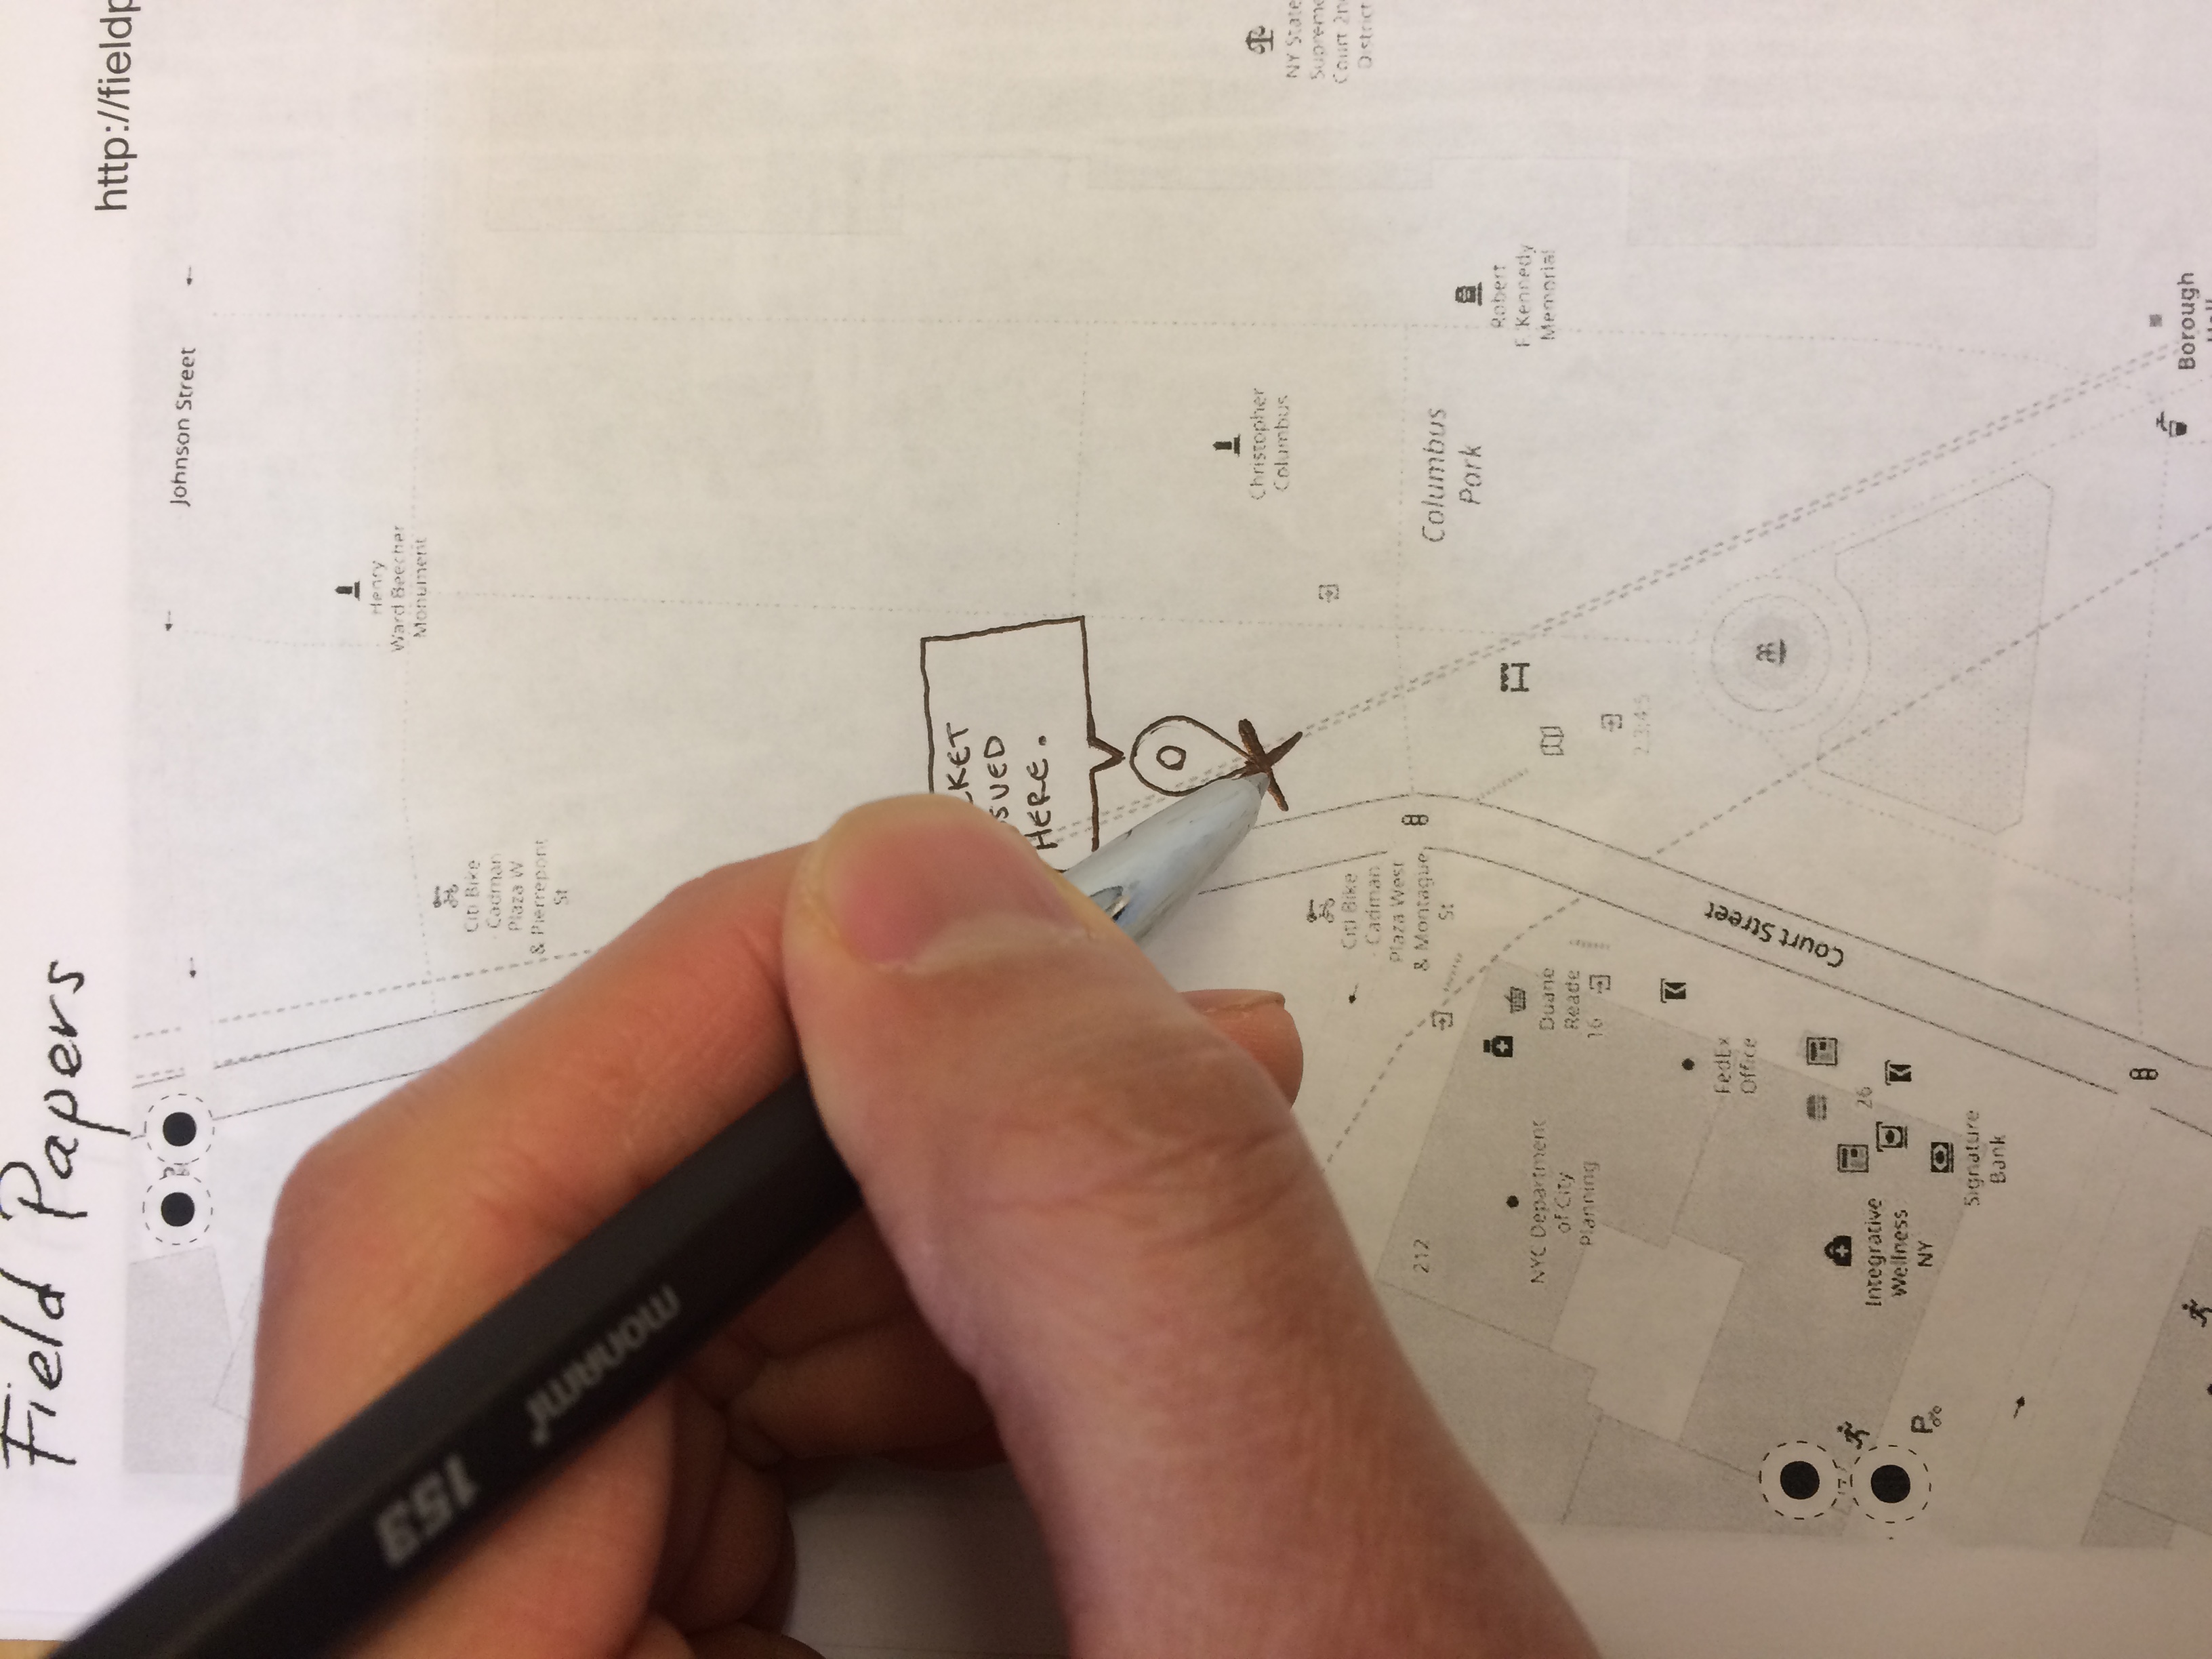 Field Papers
http://fieldp
Johnson Street
Henry
Ward Beecher
Monument
Citi Bike
- Cadman
Plaza W
& Pierrepont
St
153
monami
CKET
SUED
HERE.
Christopher
Columbus
NY State
Supreme
Court 2n
District
Citi Bike
- Cadman
Plaza West
& Montague
St
212
Columbus
Park
Robert
F. Kennedy
Memorial
NYC Department
of City
Planning
Duane
Reade
16
2;3;4;5
FedEx
Office
Court Street
26
Integrative
Wellness
NY
P
Signature
Bank
Borough